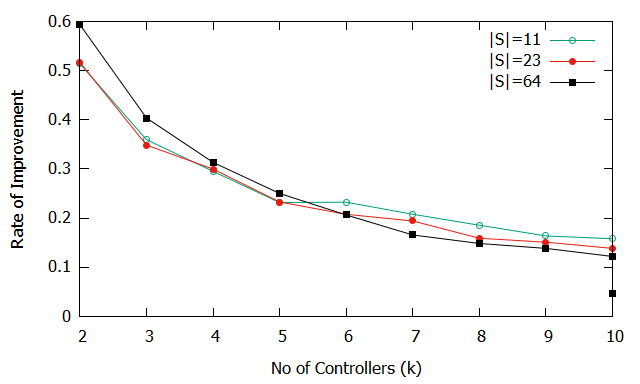 0.6
0.5
0.4
0.3
0.2
0.1
0
Rate of Improvement
|S|=11
|S|=23
|S|=64
2 3 4 5 6 7 8 9 10
No of Controllers (k)